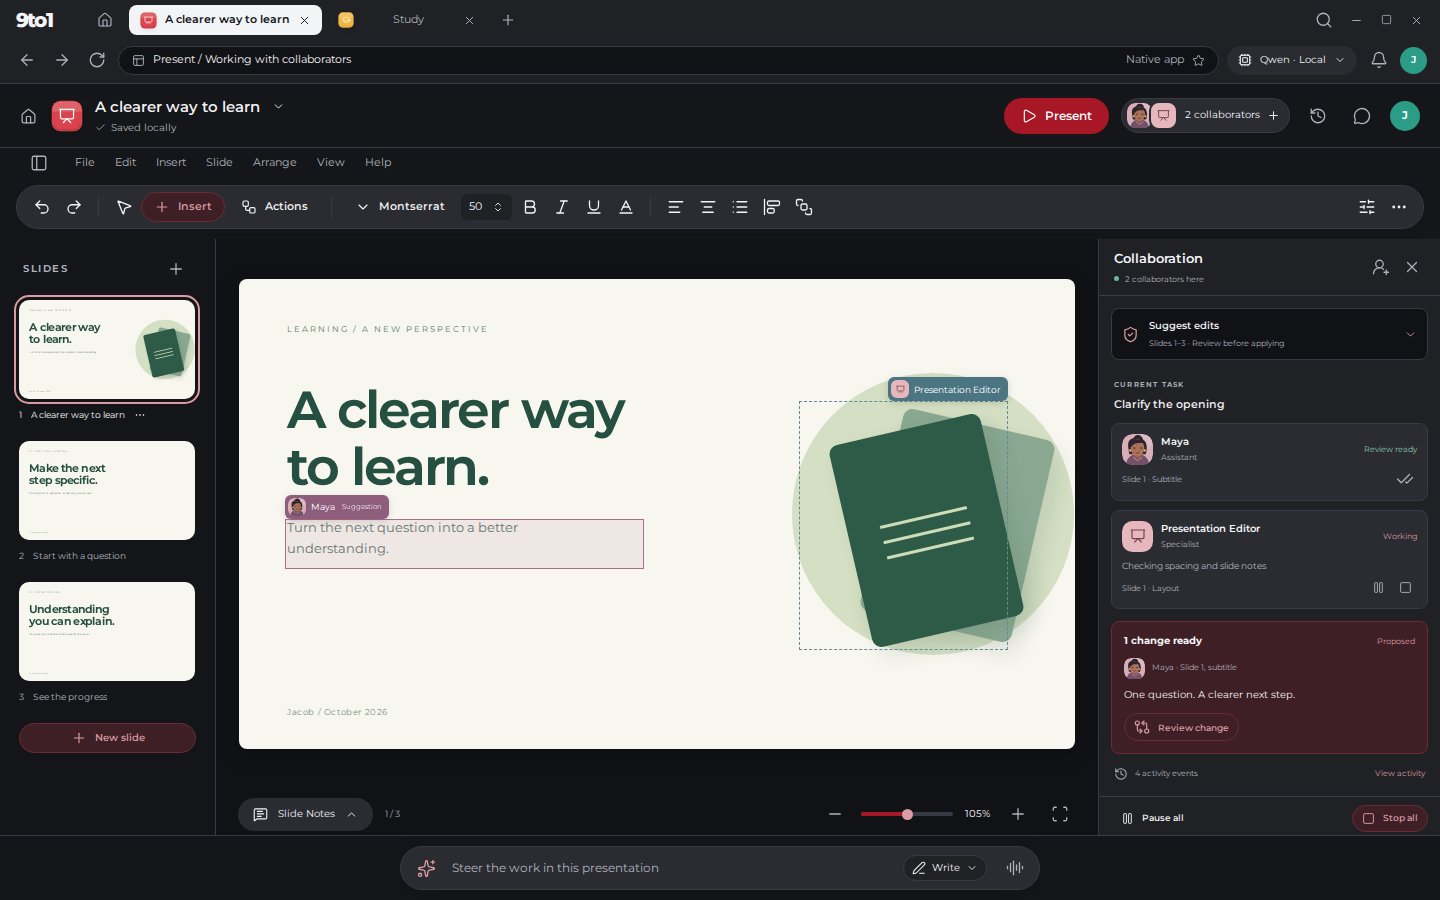 9to1
A clearer way to learn
Study
Present / Working with collaborators
Native app
Qwen · Local
J
A clearer way to learn
Saved locally
Present
2 collaborators
J
File
Edit
Insert
Slide
Arrange
View
Help
Insert
Actions
Montserrat
50
SLIDES
A clearer way
to learn.
1 A clearer way to learn
Make the next
step specific.
2 Start with a question
Understanding
you can explain.
3 See the progress
New slide
LEARNING / A NEW PERSPECTIVE
A clearer way
to learn.
Maya Suggestion
Turn the next question into a better
understanding.
Presentation Editor
Jacob / October 2026
Slide Notes
1 / 3
105%
Collaboration
2 collaborators here
Suggest edits
Slides 1–3 · Review before applying
CURRENT TASK
Clarify the opening
Maya
Assistant
Review ready
Slide 1 · Subtitle
Presentation Editor
Specialist
Working
Checking spacing and slide notes
Slide 1 · Layout
1 change ready
Proposed
Maya · Slide 1, subtitle
One question. A clearer next step.
Review change
4 activity events
View activity
Pause all
Stop all
Steer the work in this presentation
Write